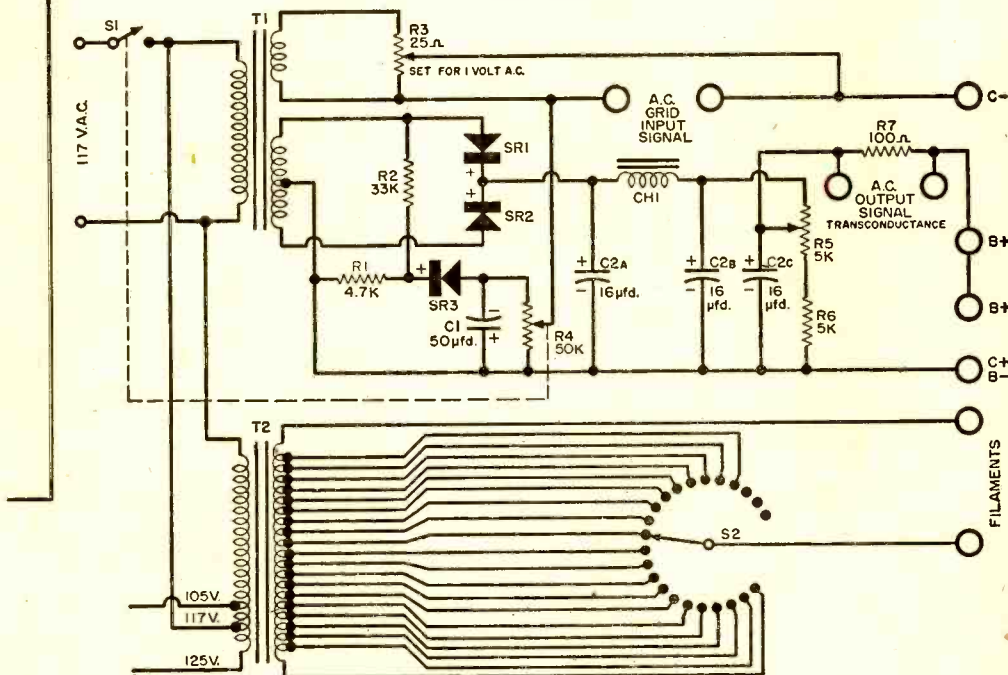 S1
T1
R3
25Ω
SET FOR 1 VOLT A.C.
117 V.A.C.
A.C.
GRID
INPUT
SIGNAL
C-
R7
100Ω
SR1
R2
33K
+
+
SR2
CH1
A.C.
OUTPUT
SIGNAL
TRANSCONDUCTANCE
B+
R5
5K
R1
4.7K
+
SR3
C1
50µfd.
-
+
R4
50K
+
-
C2A
16µfd.
+
-
C2B
16
µfd.
+
-
C2C
16
µfd.
R6
5K
B+
C+
B-
T2
FILAMENTS
S2
105V.
117V.
125V.